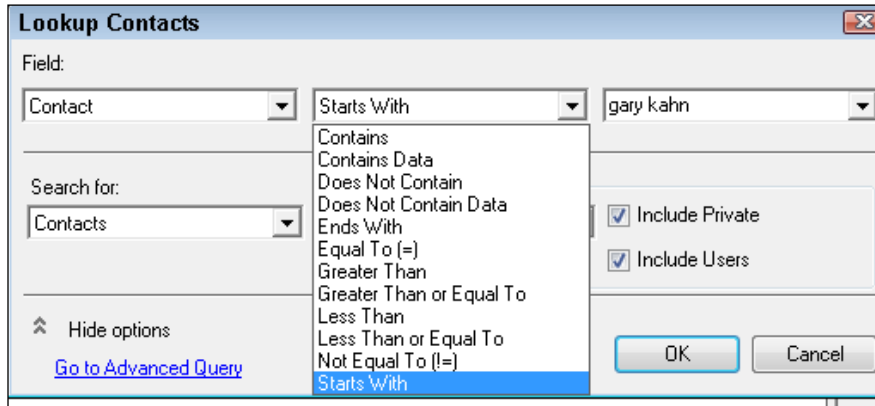 Lookup Contacts
Field:
Contact
Starts With
gary kahn
Contains
Contains Data
Does Not Contain
Does Not Contain Data
Ends With
Equal To (=)
Greater Than
Greater Than or Equal To
Less Than
Less Than or Equal To
Not Equal To (!=)
Starts With
Search for:
Contacts
Include Private
Include Users
Hide options
Go to Advanced Query
OK
Cancel